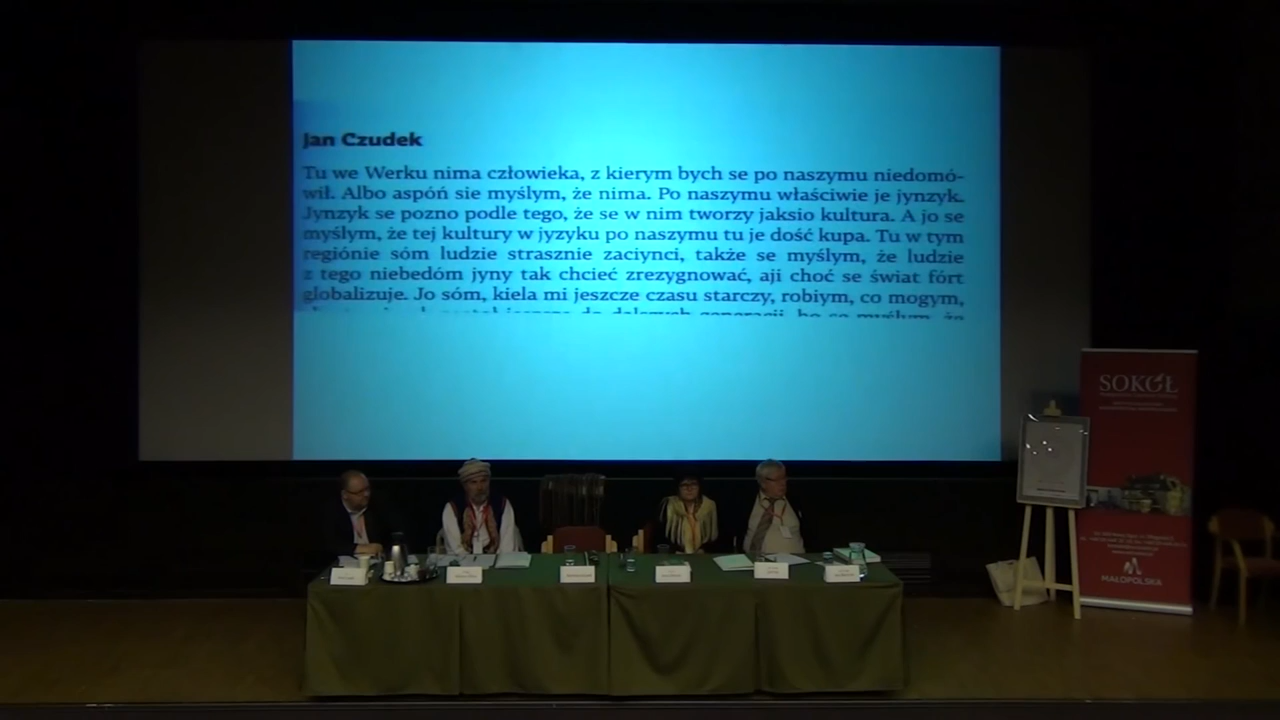 Jan Czudek
Tu we Werku nima człowieka, z kierym bych se po naszymu niedomó-
wił. Albo aspóń sie myślym, że nima. Po naszymu właściwie je jynzyk.
Jynzyk se pozno podle tego, że se w nim tworzy jaksio kultura. A jo se
myślym, że tej kultury w jyzyku po naszymu tu je dość kupa. Tu w tym
regiónie sóm ludzie strasznie zaciynci, także se myślym, że ludzie
z tego niebedóm jyny tak chcieć zrezygnować, aji choć se świat fórt
globalizuje. Jo sóm, kiela mi jeszcze czasu starczy, robiym, co mogym,
SOKÓŁ
MAŁOPOLSKA